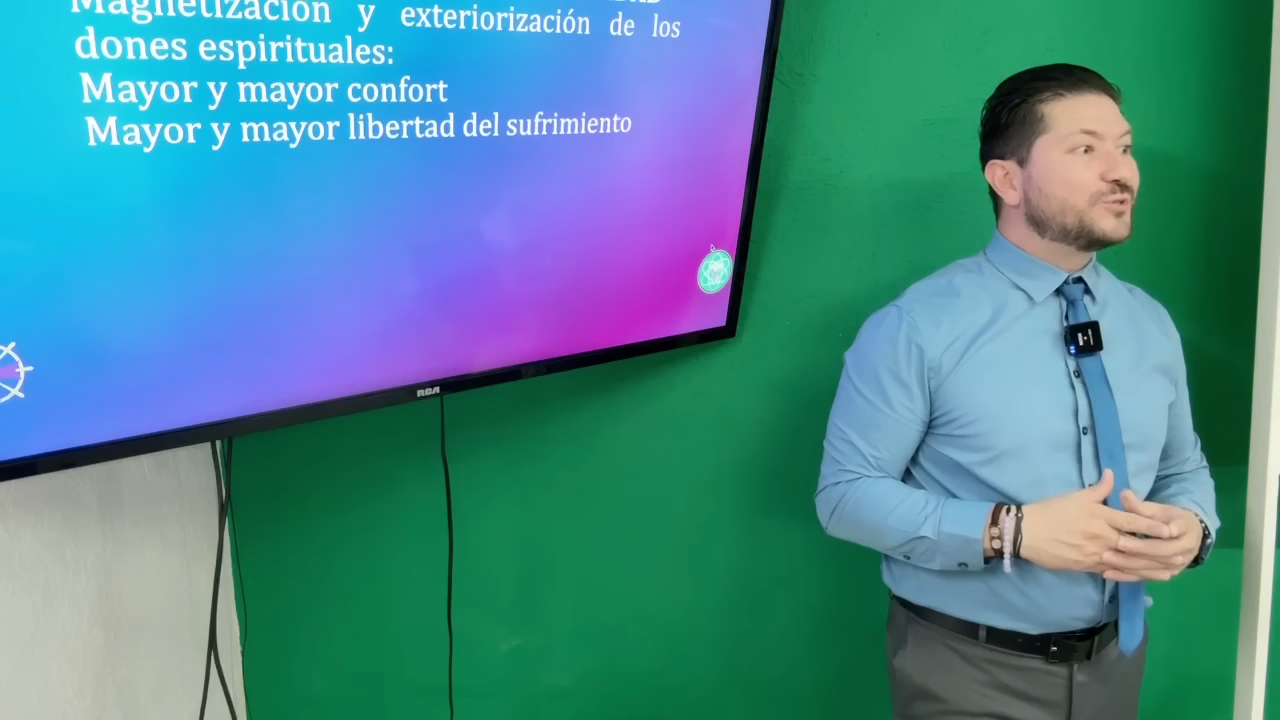 Magnetización y exteriorización de los
dones espirituales:
Mayor y mayor confort
Mayor y mayor libertad del sufrimiento
RCA